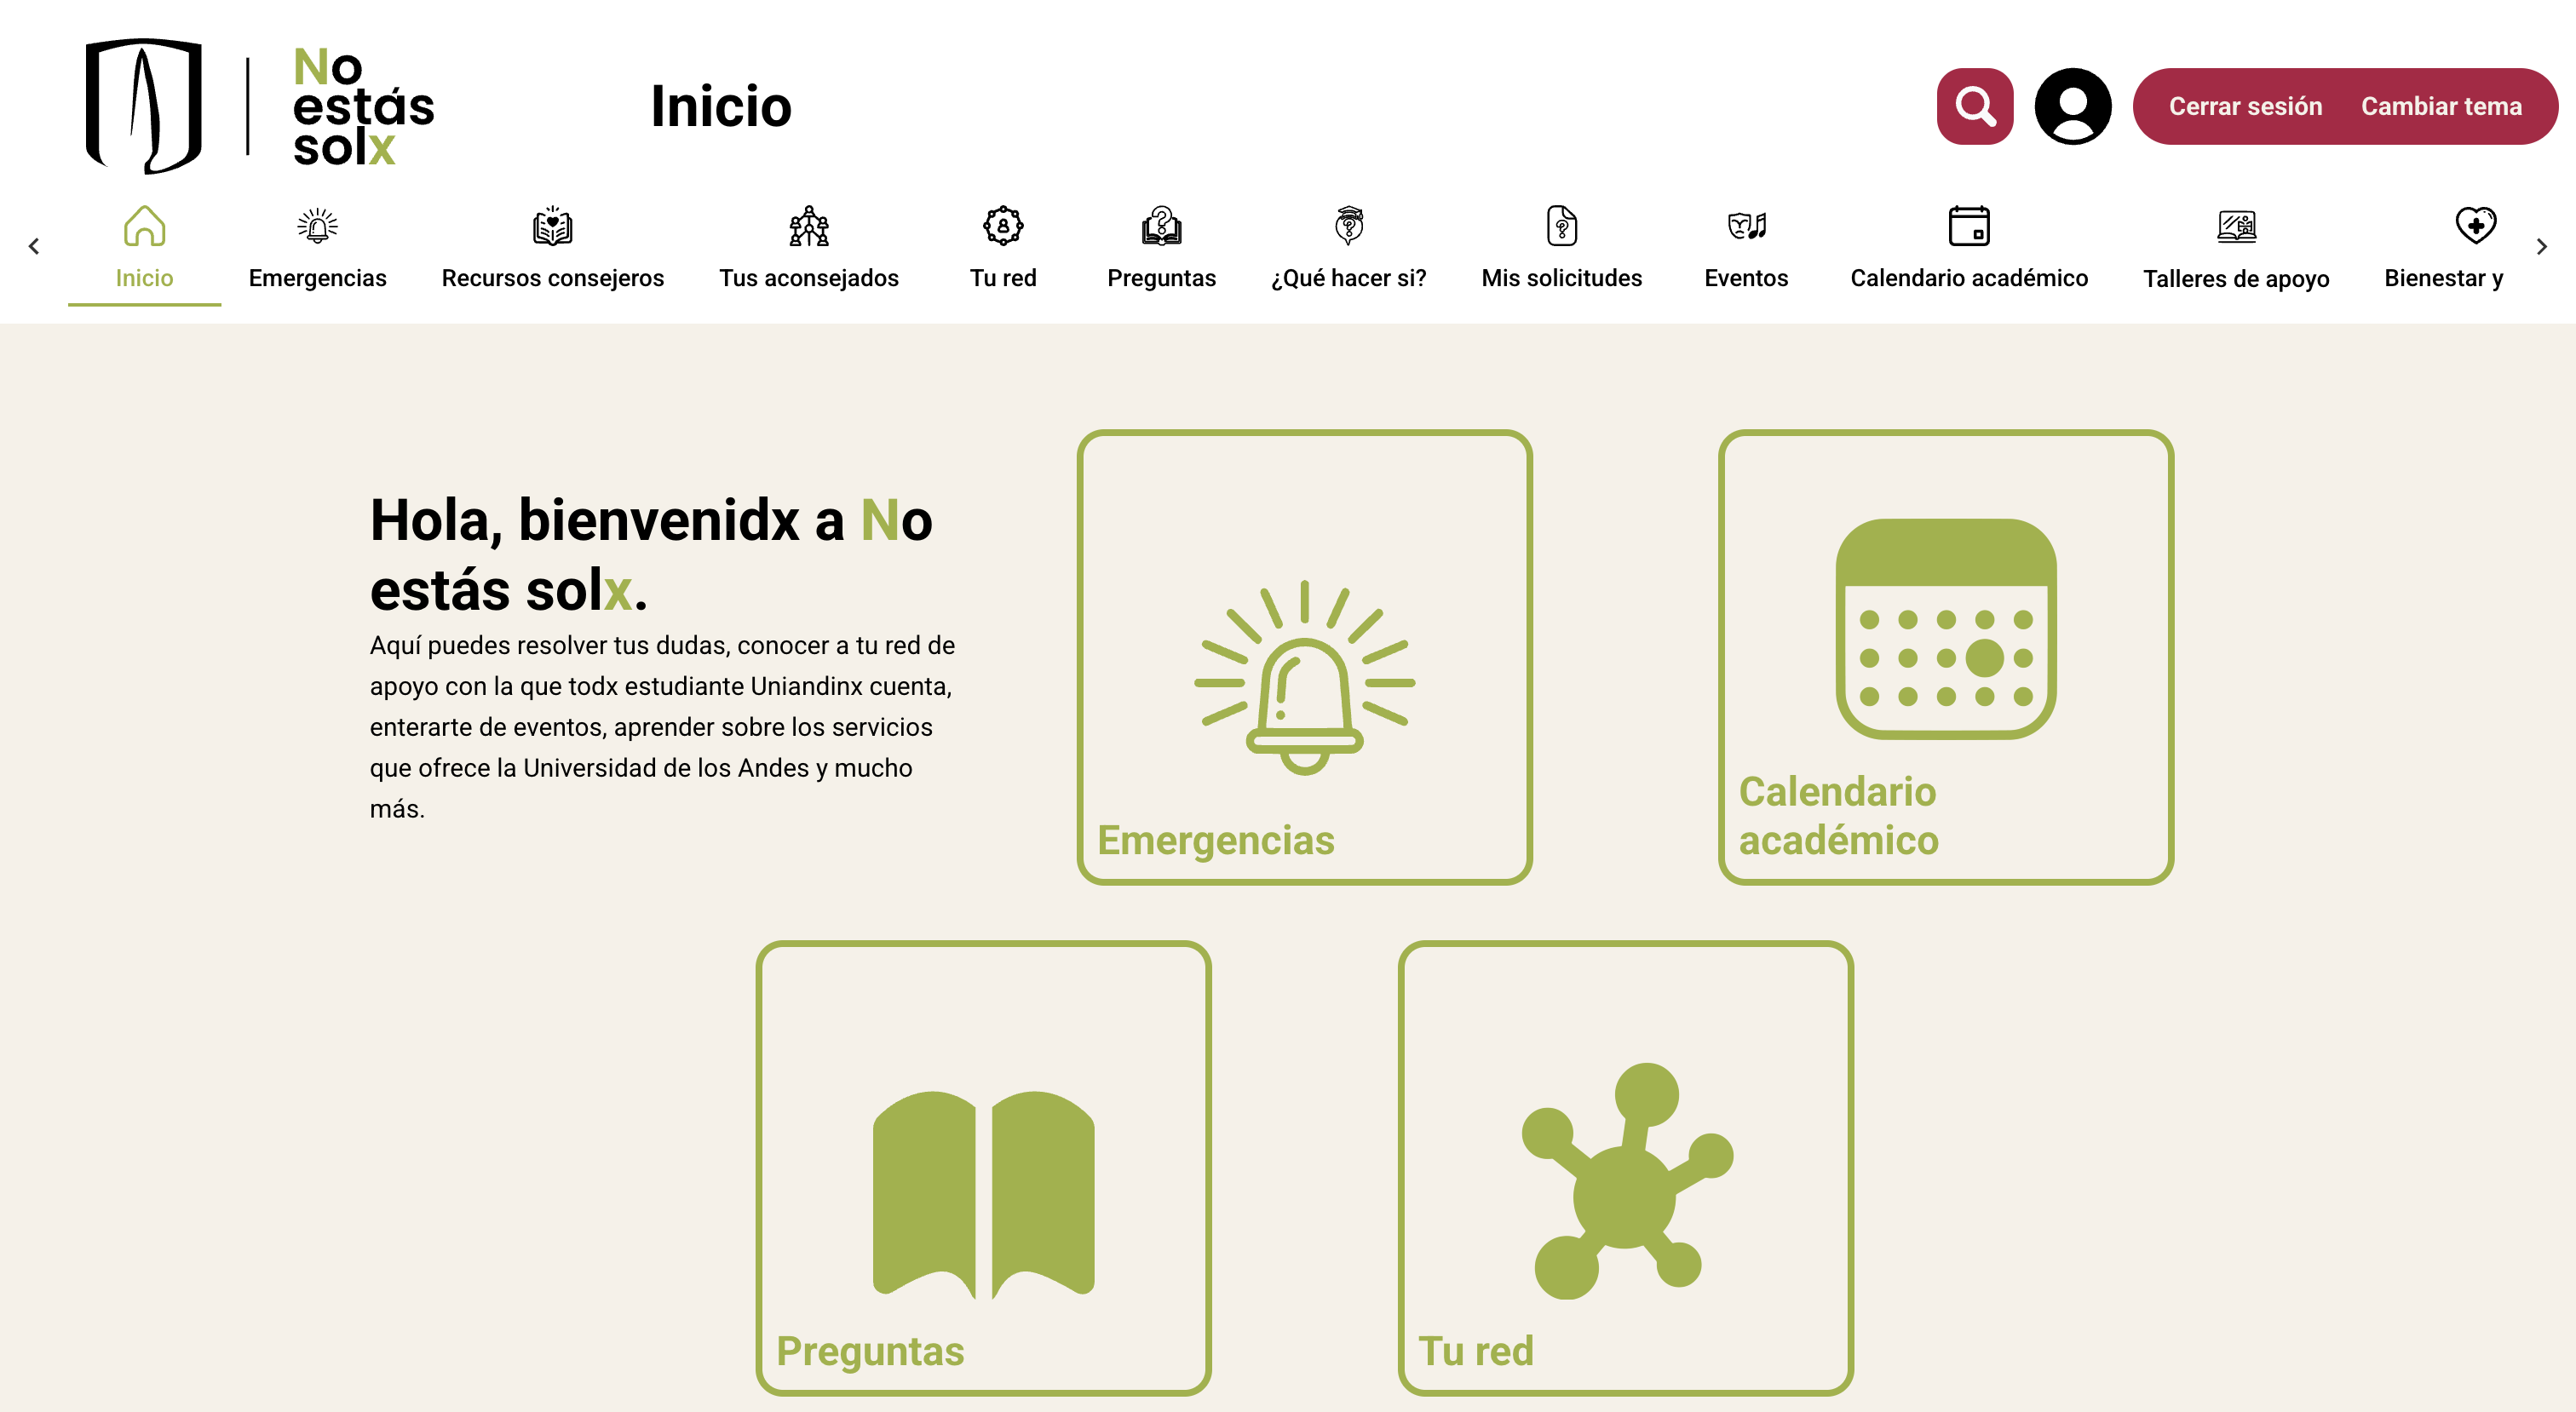 No
estás
solx
Inicio
Cerrar sesión
Cambiar tema
Inicio
Emergencias
Recursos consejeros
Tus aconsejados
Tu red
Preguntas
¿Qué hacer si?
Mis solicitudes
Eventos
Calendario académico
Talleres de apoyo
Bienestar y
Hola, bienvenidx a No
estás solx.
Aquí puedes resolver tus dudas, conocer a tu red de
apoyo con la que todx estudiante Uniandinx cuenta,
enterarte de eventos, aprender sobre los servicios
que ofrece la Universidad de los Andes y mucho
más.
Emergencias
Calendario
académico
Preguntas
Tu red